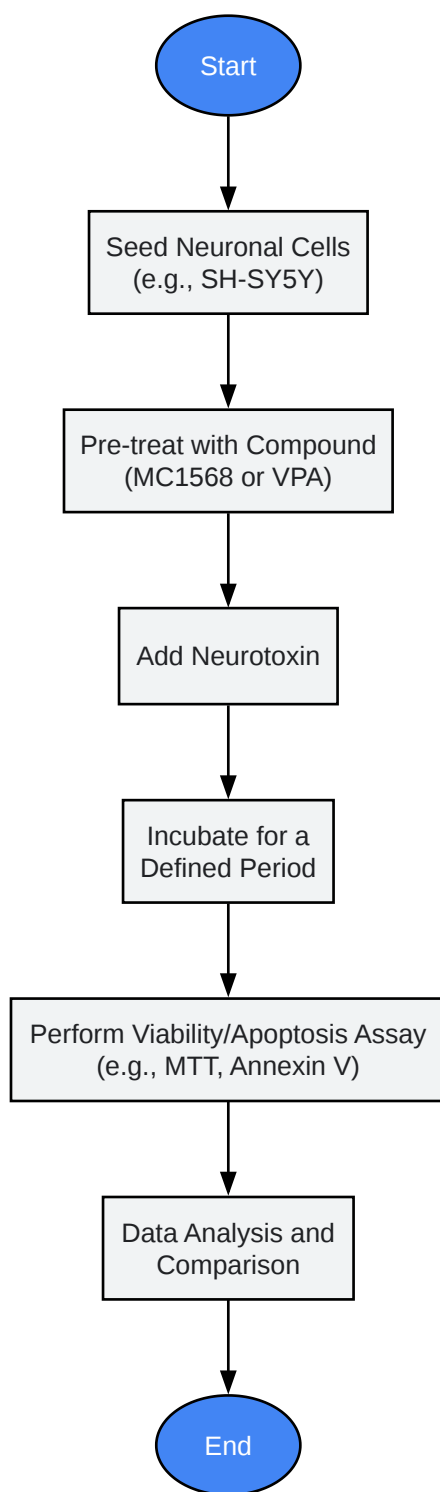 Start
Seed Neuronal Cells
(e.g., SH-SY5Y)
Pre-treat with Compound
(MC1568 or VPA)
Add Neurotoxin
Incubate for a
Defined Period
Perform Viability/Apoptosis Assay
(e.g., MTT, Annexin V)
Data Analysis and
Comparison
End